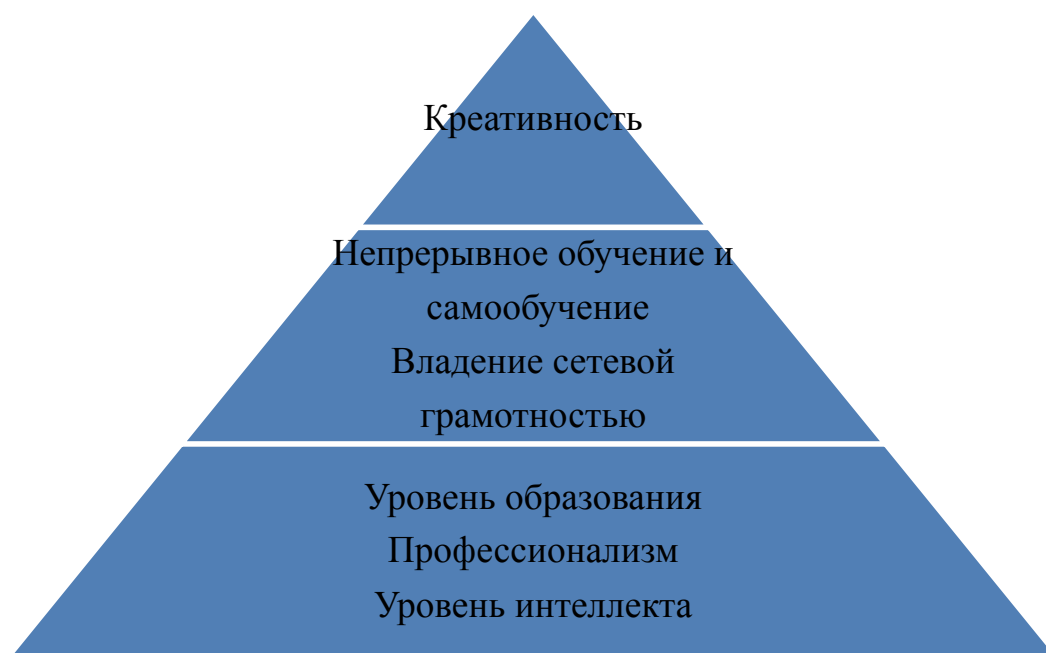 Креативность
Непрерывное обучение и
самообучение
Владение сетевой
грамотностью
Уровень образования
Профессионализм
Уровень интеллекта